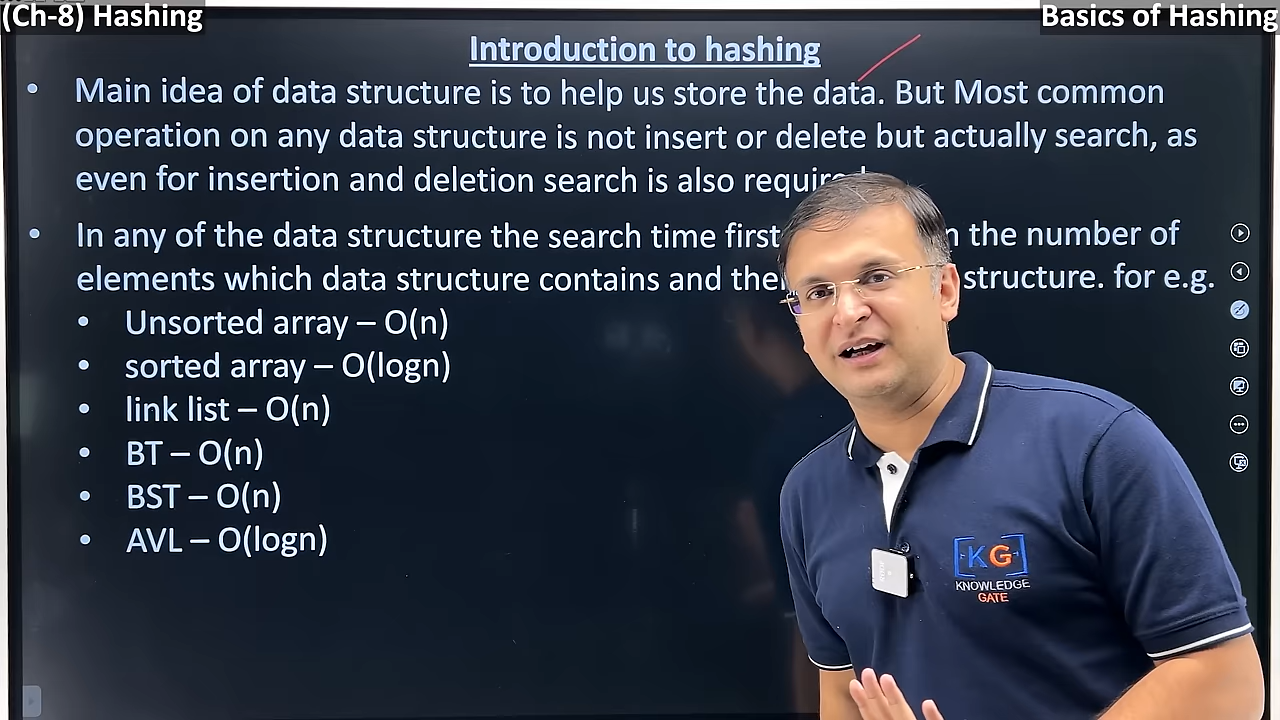 (Ch-8) Hashing
Basics of Hashing
Introduction to hashing
• Main idea of data structure is to help us store the data. But Most common
operation on any data structure is not insert or delete but actually search, as
even for insertion and deletion search is also
• In any of the data structure the search time first the number of
elements which data structure contains and structure. for e.g.
• Unsorted array – O(n)
• sorted array – O(logn)
• link list – O(n)
• BT – O(n)
• BST – O(n)
• AVL – O(logn)
KG
KNOWLEDGE
GATE